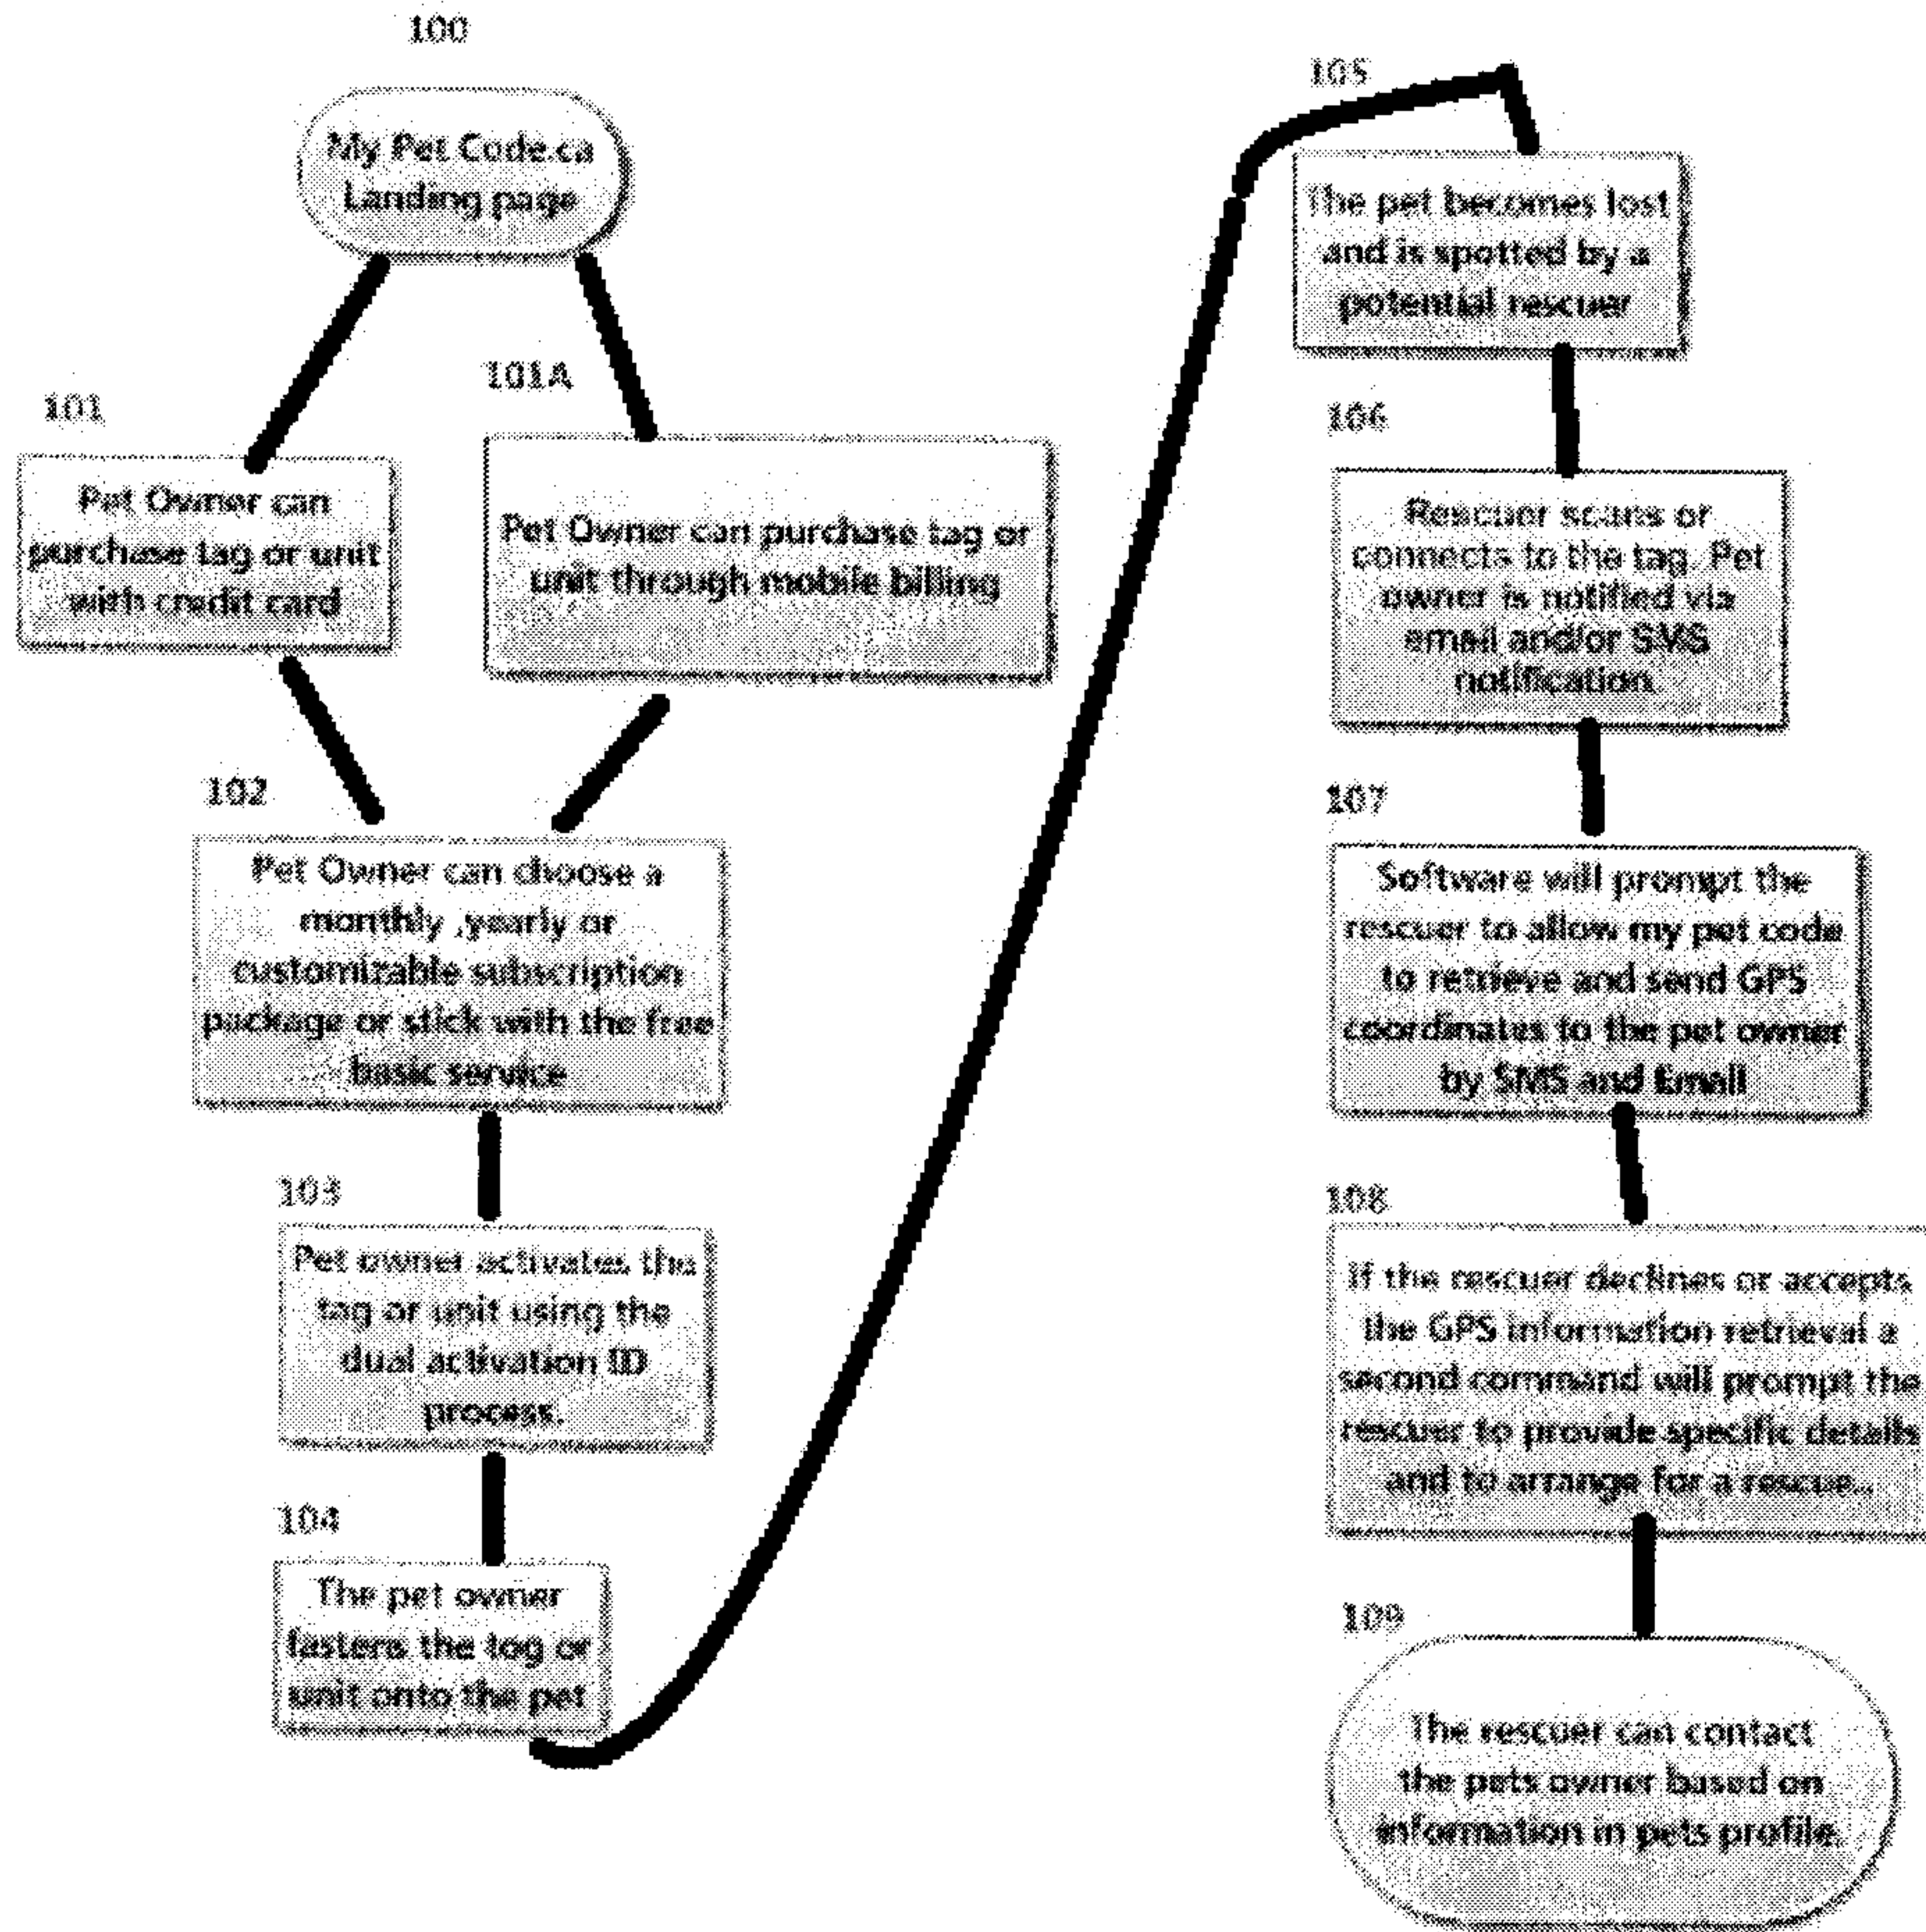 100
My Pet Code.ca
Landing page
101
Pet Owner can
purchase tag or unit
with credit card
101A
Pet Owner can purchase tag or
unit through mobile billing
102
Pet Owner can choose a
monthly ,yearly or
customizable subscription
package or stick with the free
basic service
103
Pet owner activates the
tag or unit using the
dual activation ID
process.
104
The pet owner
fastens the tag or
unit onto the pet
105
The pet becomes lost
and is spotted by a
potential rescuer
106
Rescuer scans or
connects to the tag. Pet
owner is notified via
email and/or SMS
notification.
107
Software will prompt the
rescuer to allow my pet code
to retrieve and send GPS
coordinates to the pet owner
by SMS and Email
108
If the rescuer declines or accepts
the GPS information retrieval a
second command will prompt the
rescuer to provide specific details
and to arrange for a rescue..
109
The rescuer can contact
the pets owner based on
information in pets profile.